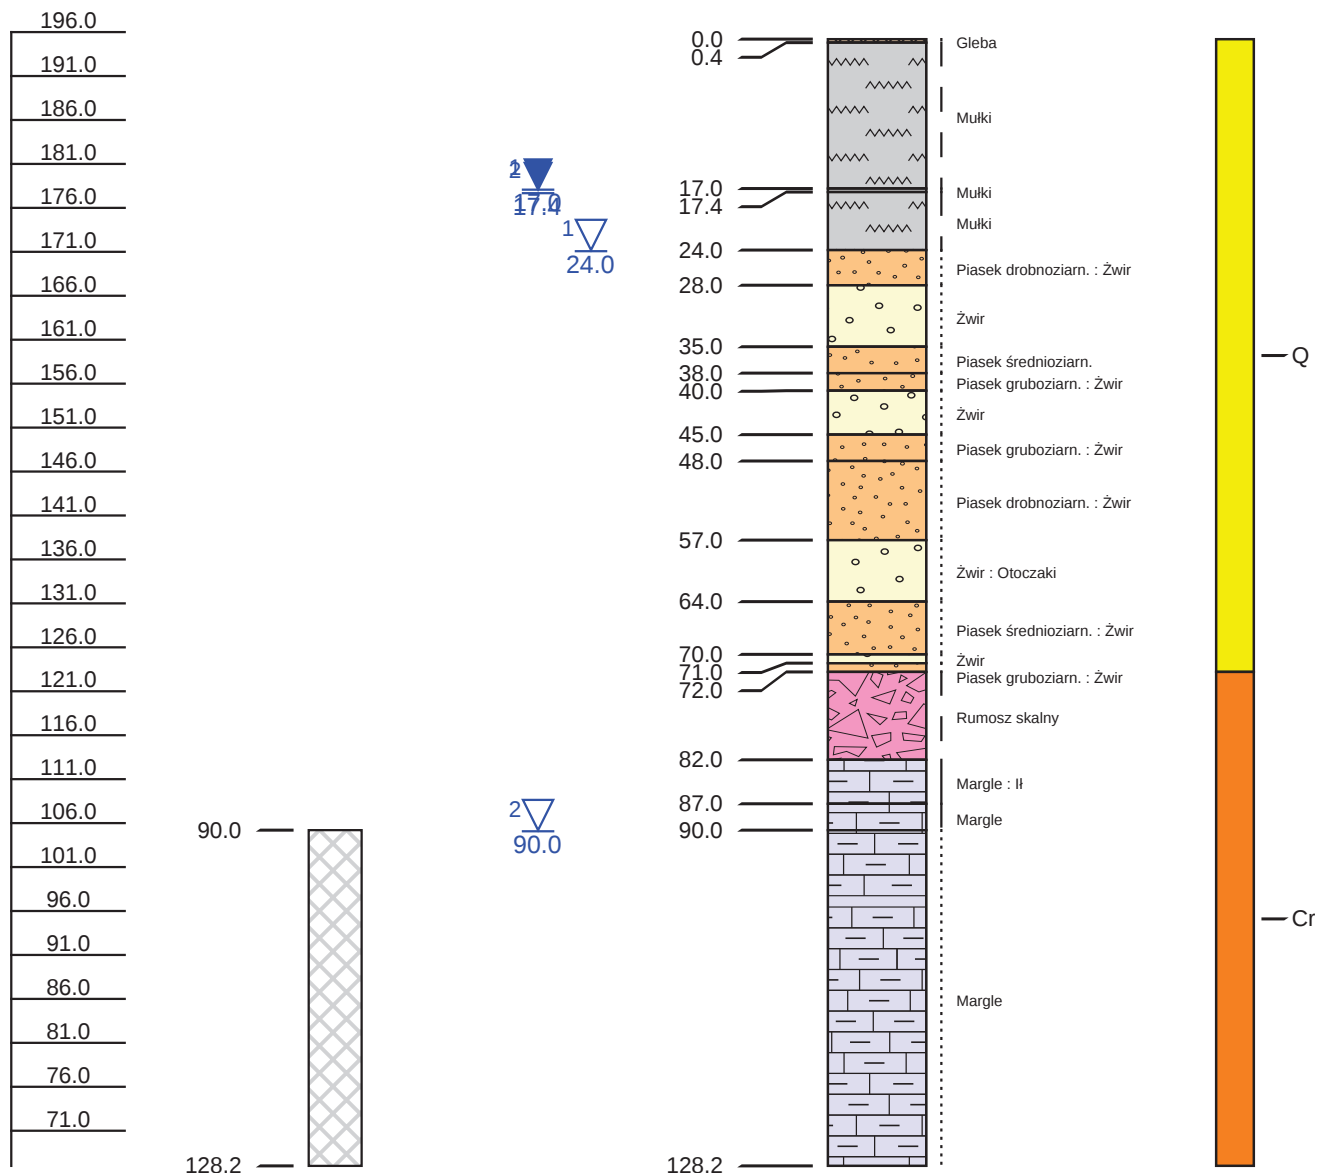 196.0
191.0
186.0
181.0
176.0
171.0
166.0
161.0
156.0
151.0
146.0
141.0
136.0
131.0
126.0
121.0
116.0
111.0
106.0
101.0
96.0
91.0
86.0
81.0
76.0
71.0
90.0
128.2
1
2
17.0
17.4
1
24.0
2
90.0
0.0
0.4
17.0
17.4
24.0
28.0
35.0
38.0
40.0
45.0
48.0
57.0
64.0
70.0
71.0
72.0
82.0
87.0
90.0
128.2
Gleba
Mułki
Mułki
Mułki
Piasek drobnoziarn. : Żwir
Żwir
Piasek średnioziarn.
Piasek gruboziarn. : Żwir
Żwir
Piasek gruboziarn. : Żwir
Piasek drobnoziarn. : Żwir
Żwir : Otoczaki
Piasek średnioziarn. : Żwir
Żwir
Piasek gruboziarn. : Żwir
Rumosz skalny
Margle : Ił
Margle
Margle
Q
Cr